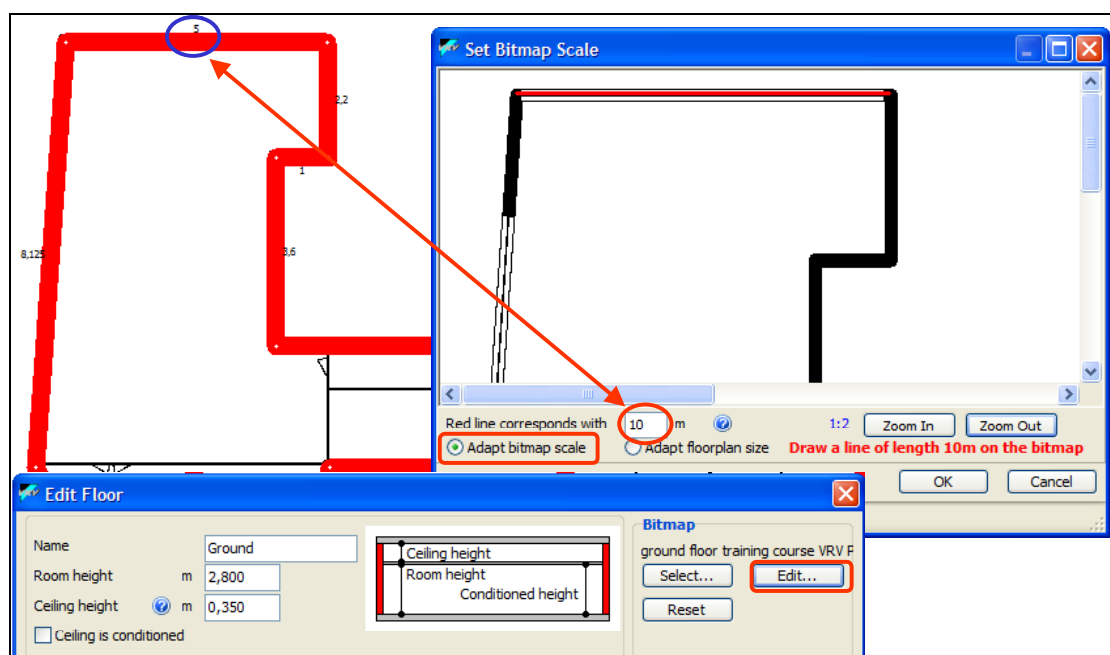 5
2,2
1
3,6
8,125
Set Bitmap Scale
Red line corresponds with 10 m 1:2 Zoom In Zoom Out
Adapt bitmap scale Adapt floorplan size Draw a line of length 10m on the bitmap
OK Cancel
Edit Floor
Name Ground
Room height m 2,800
Ceiling height m 0,350
Ceiling is conditioned
Ceiling height
Room height
Conditioned height
Bitmap
ground floor training course VRV P
Select... Edit...
Reset